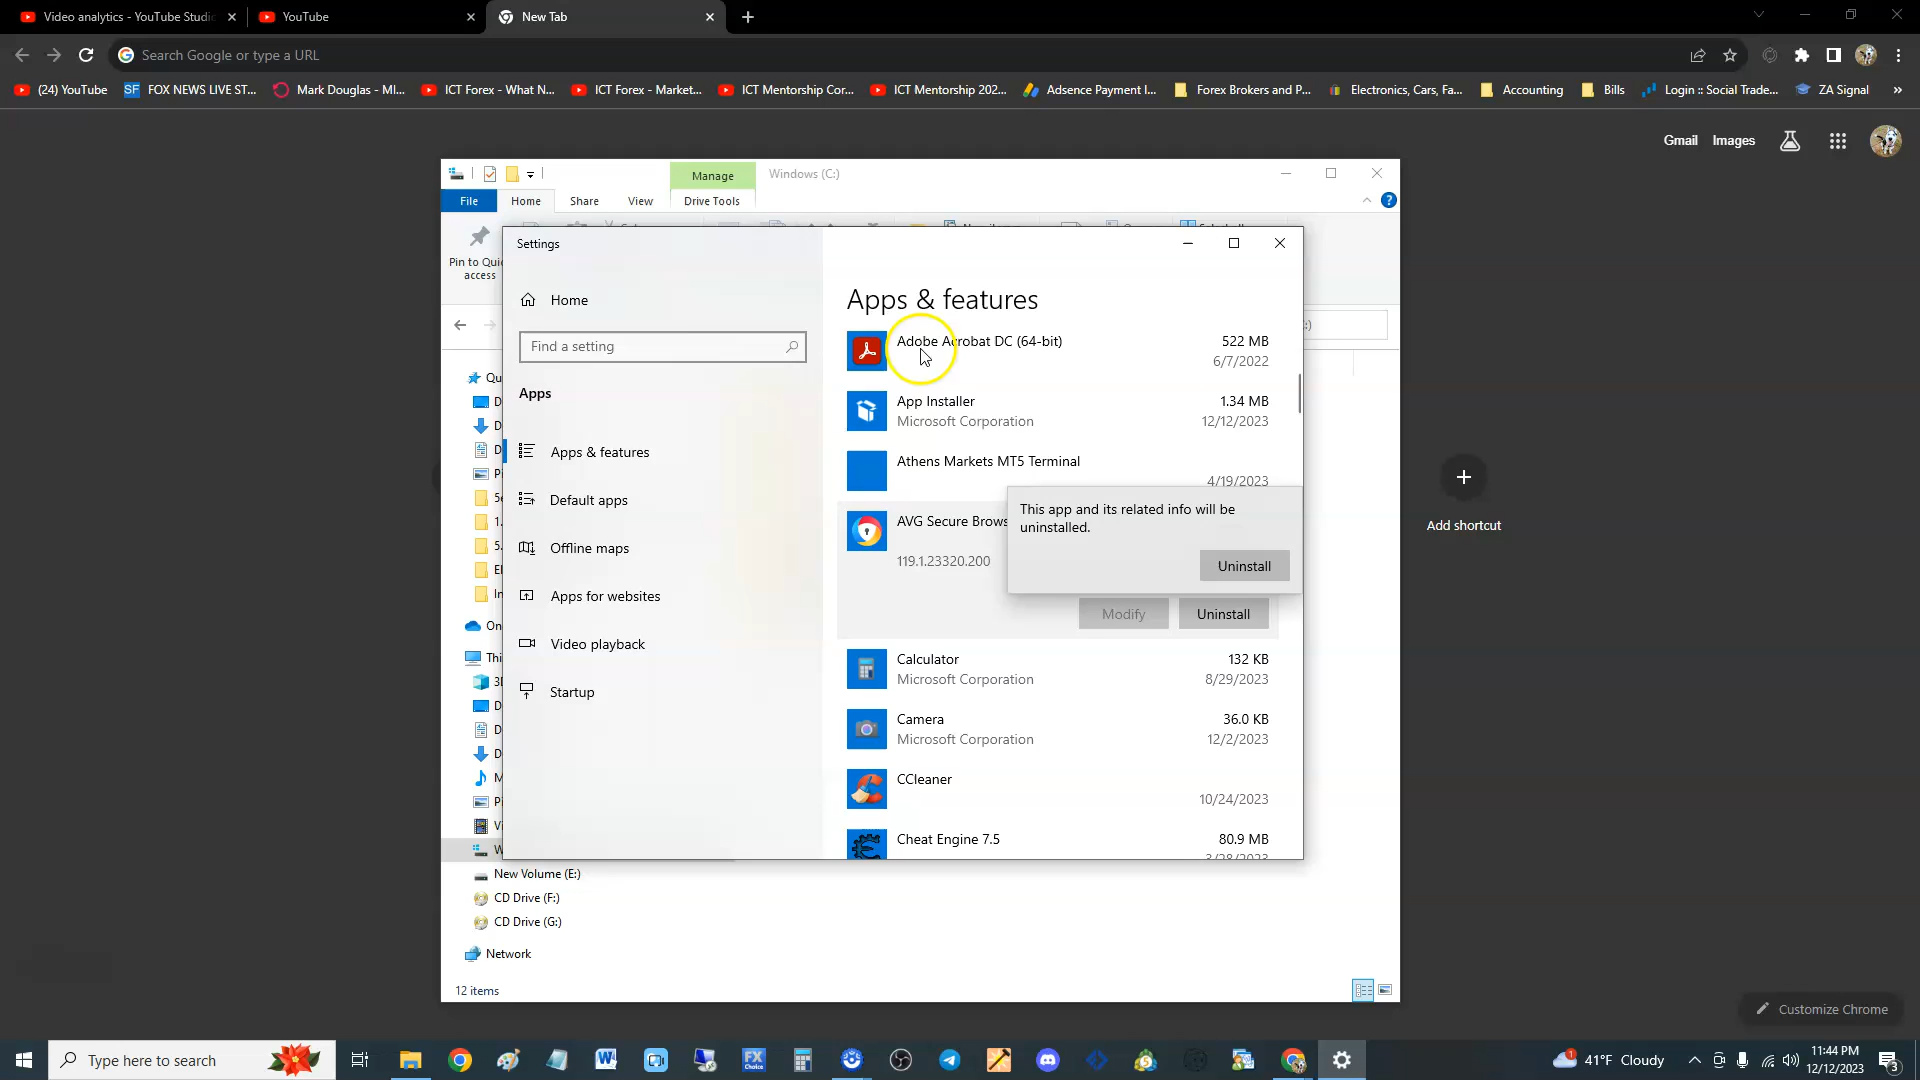 Video analytics - YouTube Studio
YouTube
New Tab
Search Google or type a URL
(24) YouTube
FOX NEWS LIVE ST...
Mark Douglas - MI...
ICT Forex - What N...
ICT Forex - Market...
ICT Mentorship Cor...
ICT Mentorship 202...
Adsence Payment I...
Forex Brokers and P...
Electronics, Cars, Fa...
Accounting
Bills
Login :: Social Trade...
ZA Signal
»
Gmail
Images
Manage
Windows (C:)
File
Home
Share
View
Drive Tools
Pin to Quic
access
Settings
Home
Find a setting
Apps
Apps & features
Default apps
Offline maps
Apps for websites
Video playback
Startup
Apps & features
Adobe Acrobat DC (64-bit)
522 MB
6/7/2022
App Installer
1.34 MB
Microsoft Corporation
12/12/2023
Athens Markets MT5 Terminal
4/19/2023
AVG Secure Brows
119.1.23320.200
This app and its related info will be
uninstalled.
Uninstall
Modify
Uninstall
Calculator
132 KB
Microsoft Corporation
8/29/2023
Camera
36.0 KB
Microsoft Corporation
12/2/2023
CCleaner
10/24/2023
Cheat Engine 7.5
80.9 MB
3/28/2023
New Volume (E:)
CD Drive (F:)
CD Drive (G:)
Network
12 items
Add shortcut
Customize Chrome
Type here to search
FX
Choice
41°F Cloudy
11:44 PM
12/12/2023
3